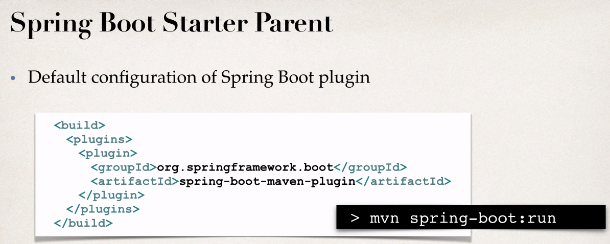 Spring Boot Starter Parent
• Default configuration of Spring Boot plugin
<build>
<plugins>
<plugin>
<groupId>org.springframework.boot</groupId>
<artifactId>spring-boot-maven-plugin</artifactId>
</plugin>
</plugins>
</build>
> mvn spring-boot:run